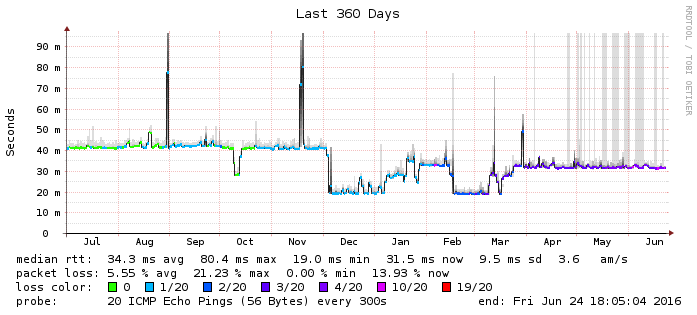 Last 360 Days
RRDTOOL / TOBI OETIKER
Seconds
90 m
80 m
70 m
60 m
50 m
40 m
30 m
20 m
10 m
0
Jul Aug Sep Oct Nov Dec Jan Feb Mar Apr May Jun
median rtt: 34.3 ms avg 80.4 ms max 19.0 ms min 31.5 ms now 9.5 ms sd 3.6 am/s
packet loss: 5.55 % avg 21.23 % max 0.00 % min 13.93 % now
loss color: 0 1/20 2/20 3/20 4/20 10/20 19/20
probe: 20 ICMP Echo Pings (56 Bytes) every 300s end: Fri Jun 24 18:05:04 2016